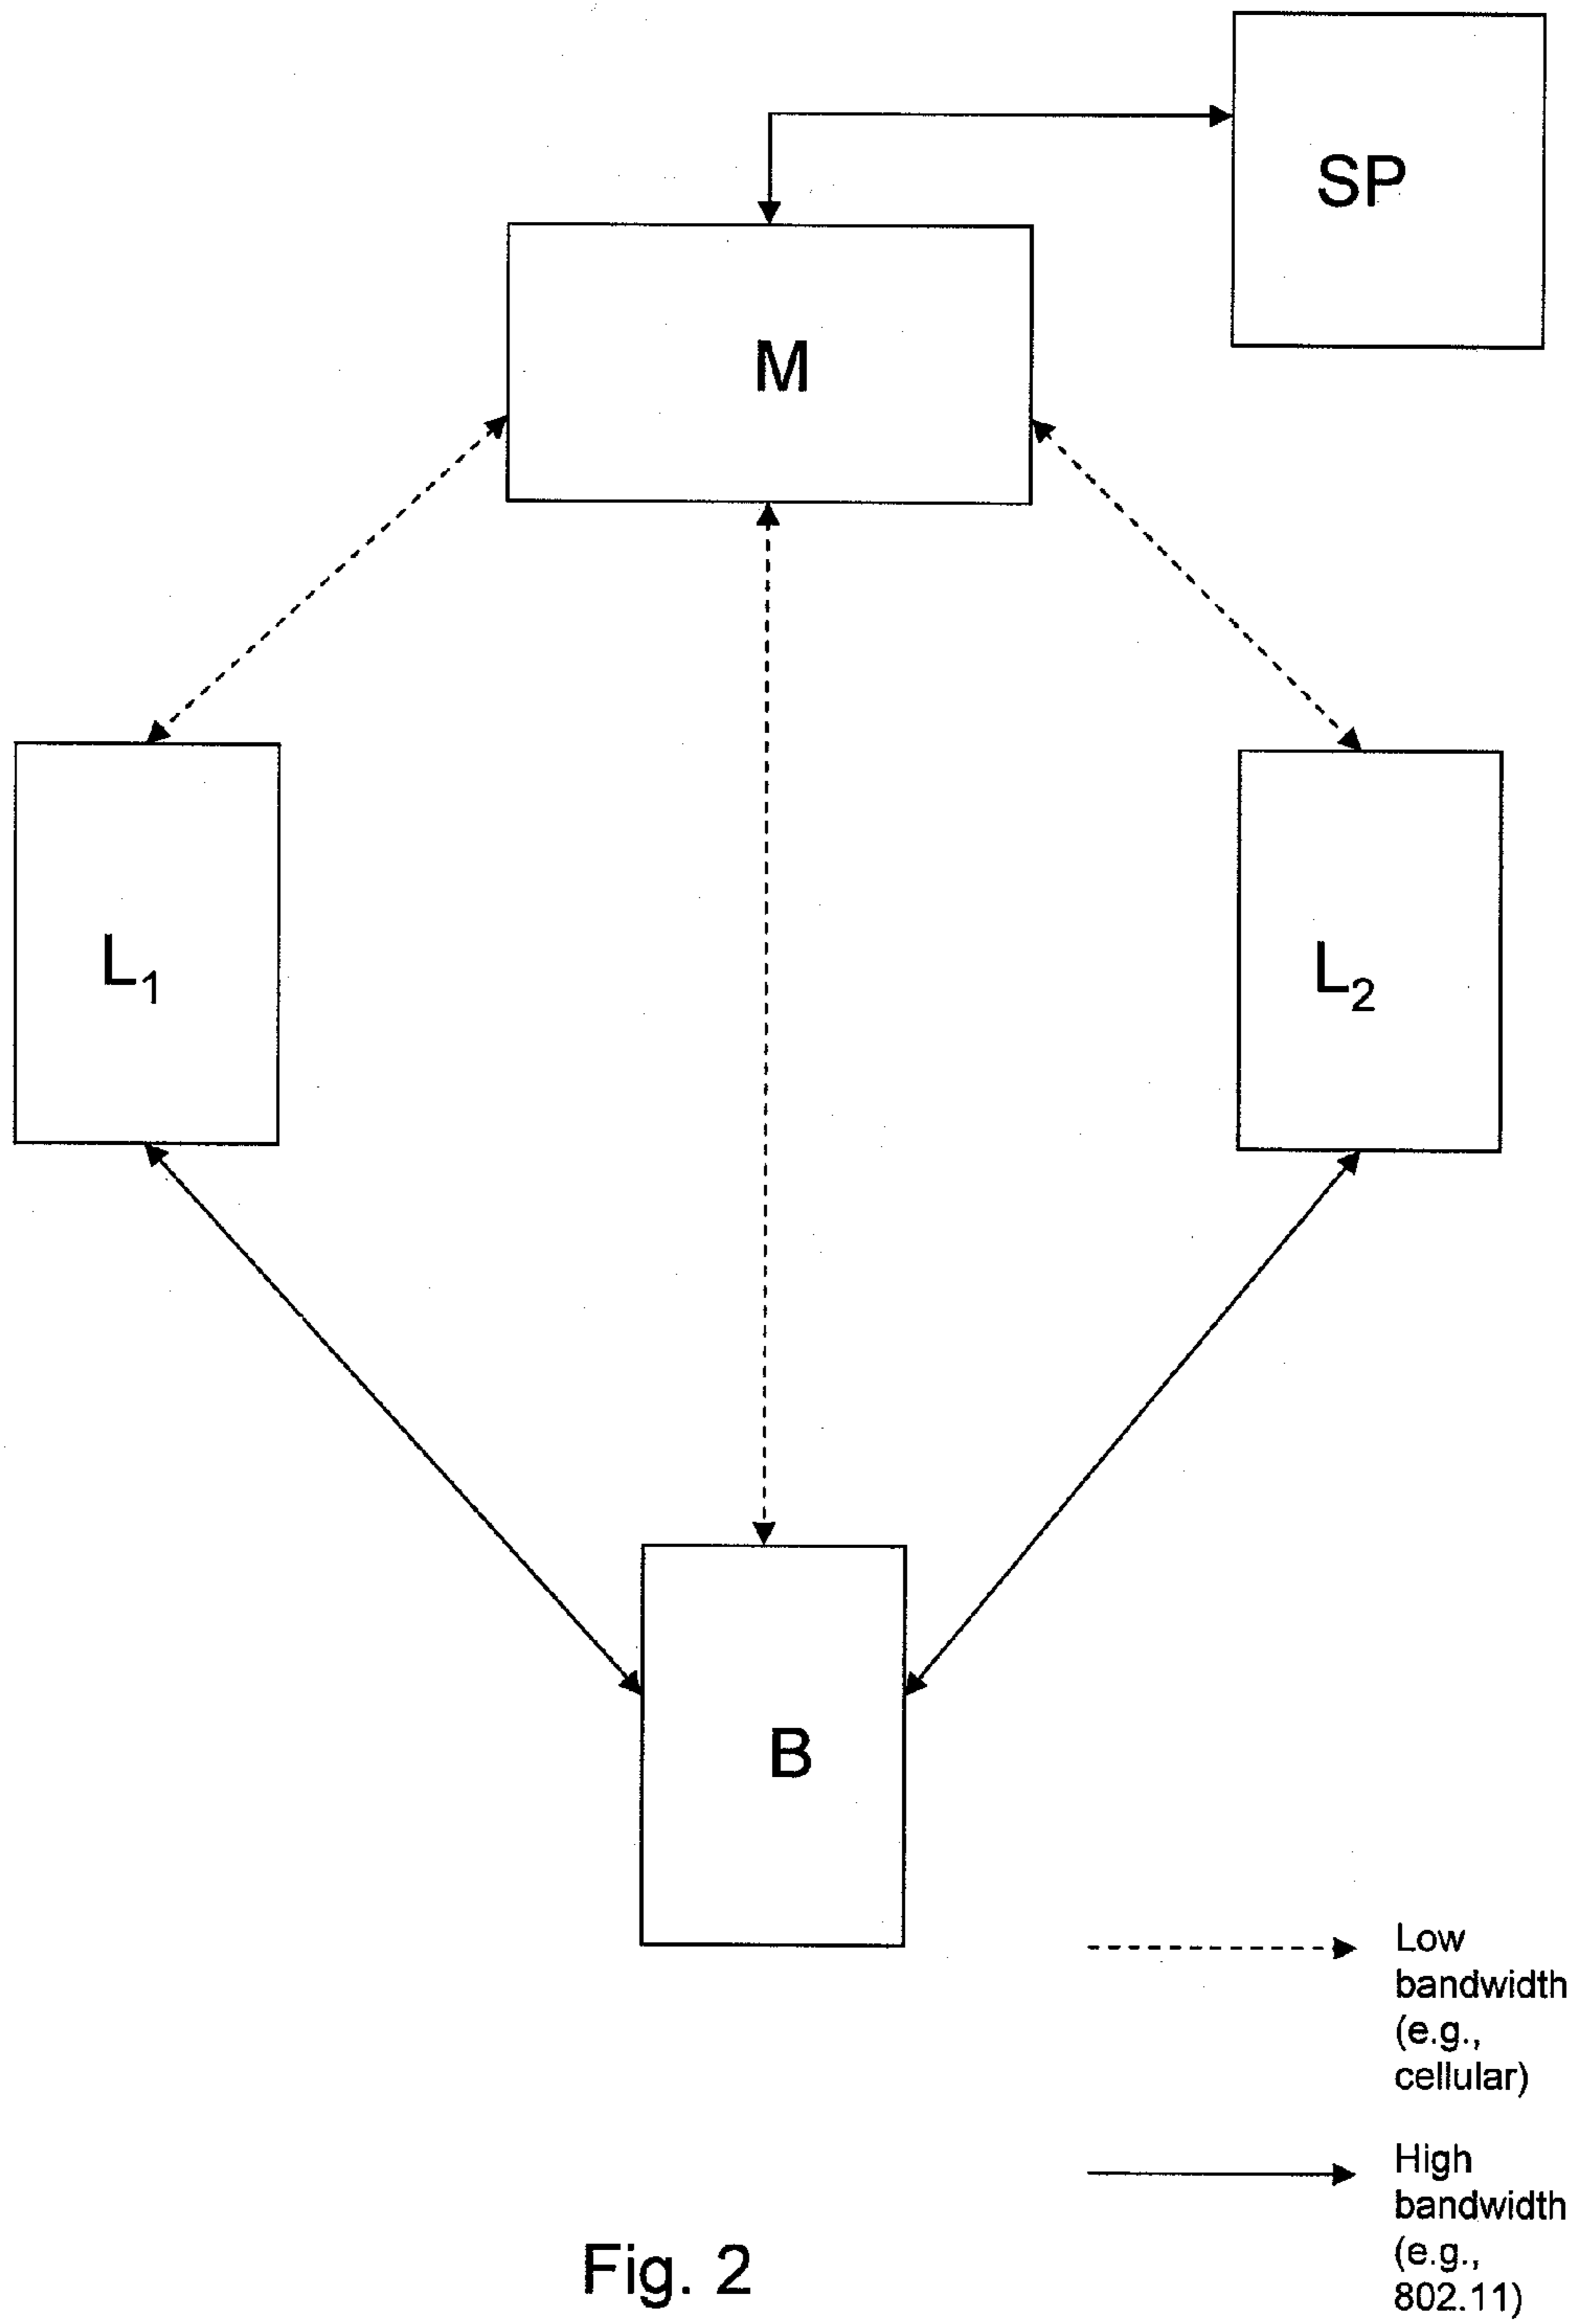 SP
M
L1
L2
B
Low
bandwidth
(e.g.,
cellular)
High
bandwidth
(e.g.,
802.11)
Fig. 2